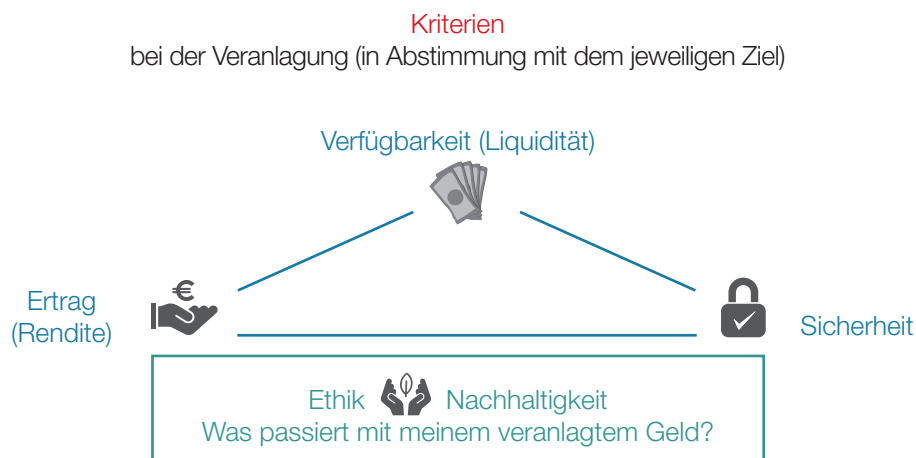 Kriterien
bei der Veranlagung (in Abstimmung mit dem jeweiligen Ziel)
Verfügbarkeit (Liquidität)
€
Ertrag
(Rendite)
Sicherheit
Ethik Nachhaltigkeit
Was passiert mit meinem veranlagtem Geld?